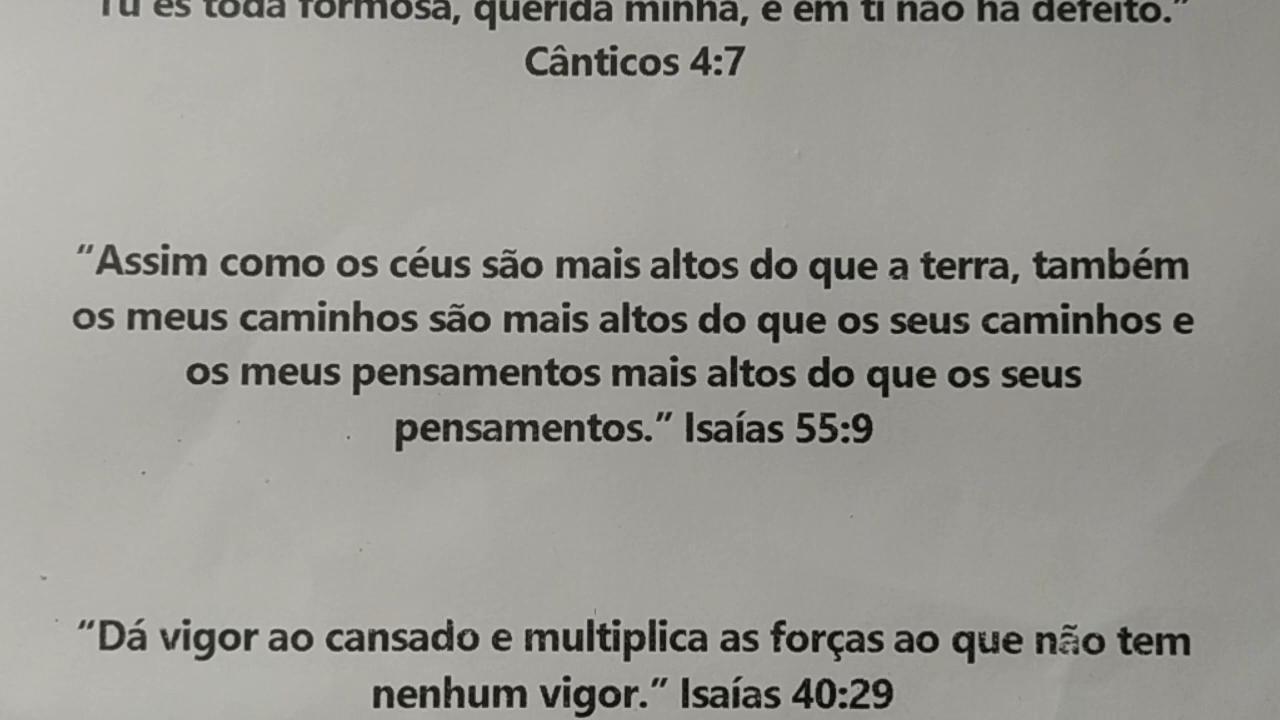 Tu és toda formosa, querida minha, e em ti não há defeito.”
Cânticos 4:7
“Assim como os céus são mais altos do que a terra, também
os meus caminhos são mais altos do que os seus caminhos e
os meus pensamentos mais altos do que os seus
pensamentos.” Isaías 55:9
“Dá vigor ao cansado e multiplica as forças ao que não tem
nenhum vigor.” Isaías 40:29